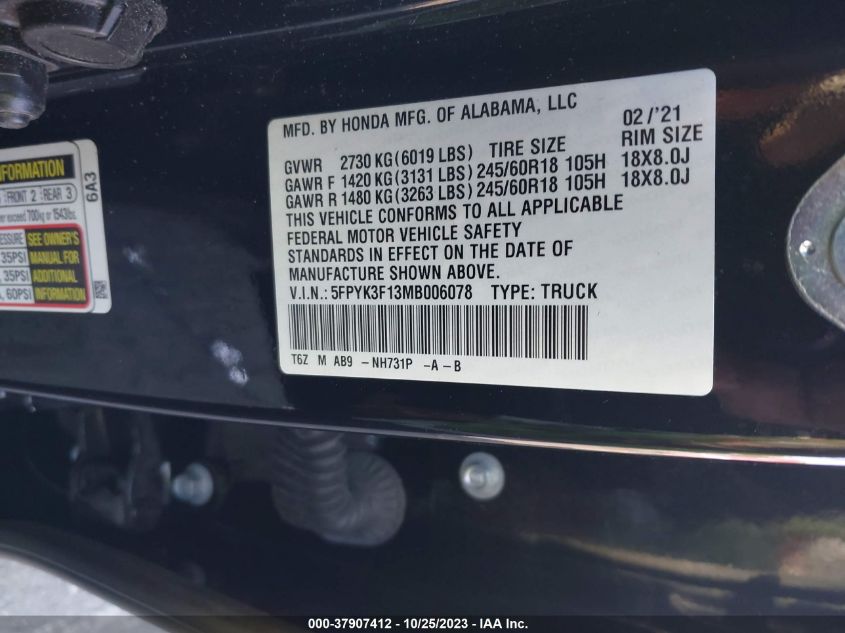 MFD. BY HONDA MFG. OF ALABAMA, LLC 02 /'21
GVWR 2730 KG(6019 LBS) TIRE SIZE RIM SIZE
GAWR F 1420 KG(3131 LBS) 245/60R18 105H 18X8.0J
GAWR R 1480 KG(3263 LBS) 245/60R18 105H 18X8.0J
THIS VEHICLE CONFORMS TO ALL APPLICABLE
FEDERAL MOTOR VEHICLE SAFETY
STANDARDS IN EFFECT ON THE DATE OF
MANUFACTURE SHOWN ABOVE.
V.I.N.: 5FPYK3F13MB006078 TYPE: TRUCK
T6Z M AB9 -NH731P -A-B
INFORMATION
FRONT 2 REAR 3
exceed 700kg or 1543lbs.
SEE OWNER'S
35PSI MANUAL FOR
35PSI ADDITIONAL
60PSI INFORMATION
6A3
000-37907412 - 10/25/2023 - IAA Inc.